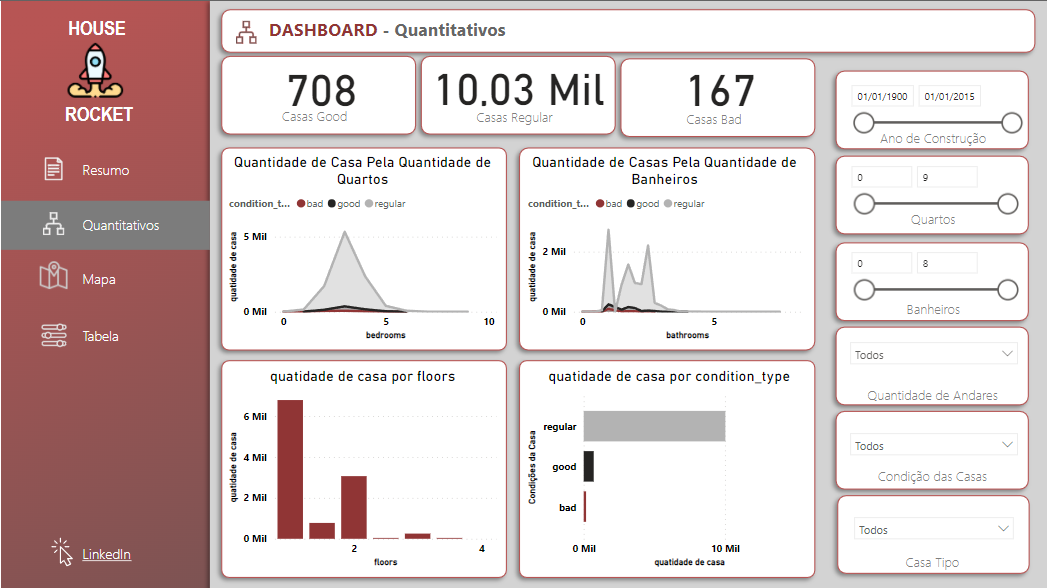 HOUSE
ROCKET
Resumo
Quantitativos
Mapa
Tabela
LinkedIn
DASHBOARD - Quantitativos
708
Casas Good
10,03 Mil
Casas Regular
167
Casas Bad
Quantidade de Casa Pela Quantidade de
Quartos
condition_t... bad good regular
quatidade de casa
5 Mil
0 Mil
0 5 10
bedrooms
Quantidade de Casas Pela Quantidade de
Banheiros
condition_t... bad good regular
quatidade de casa
2 Mil
0 Mil
0 5
bathrooms
quatidade de casa por floors
quatidade de casa
6 Mil
4 Mil
2 Mil
0 Mil
2 4
floors
quatidade de casa por condition_type
Condições da Casa
regular
good
bad
0 Mil 10 Mil
quatidade de casa
01/01/1900 01/01/2015
Ano de Construção
0 9
Quartos
0 8
Banheiros
Todos
Quantidade de Andares
Todos
Condição das Casas
Todos
Casa Tipo